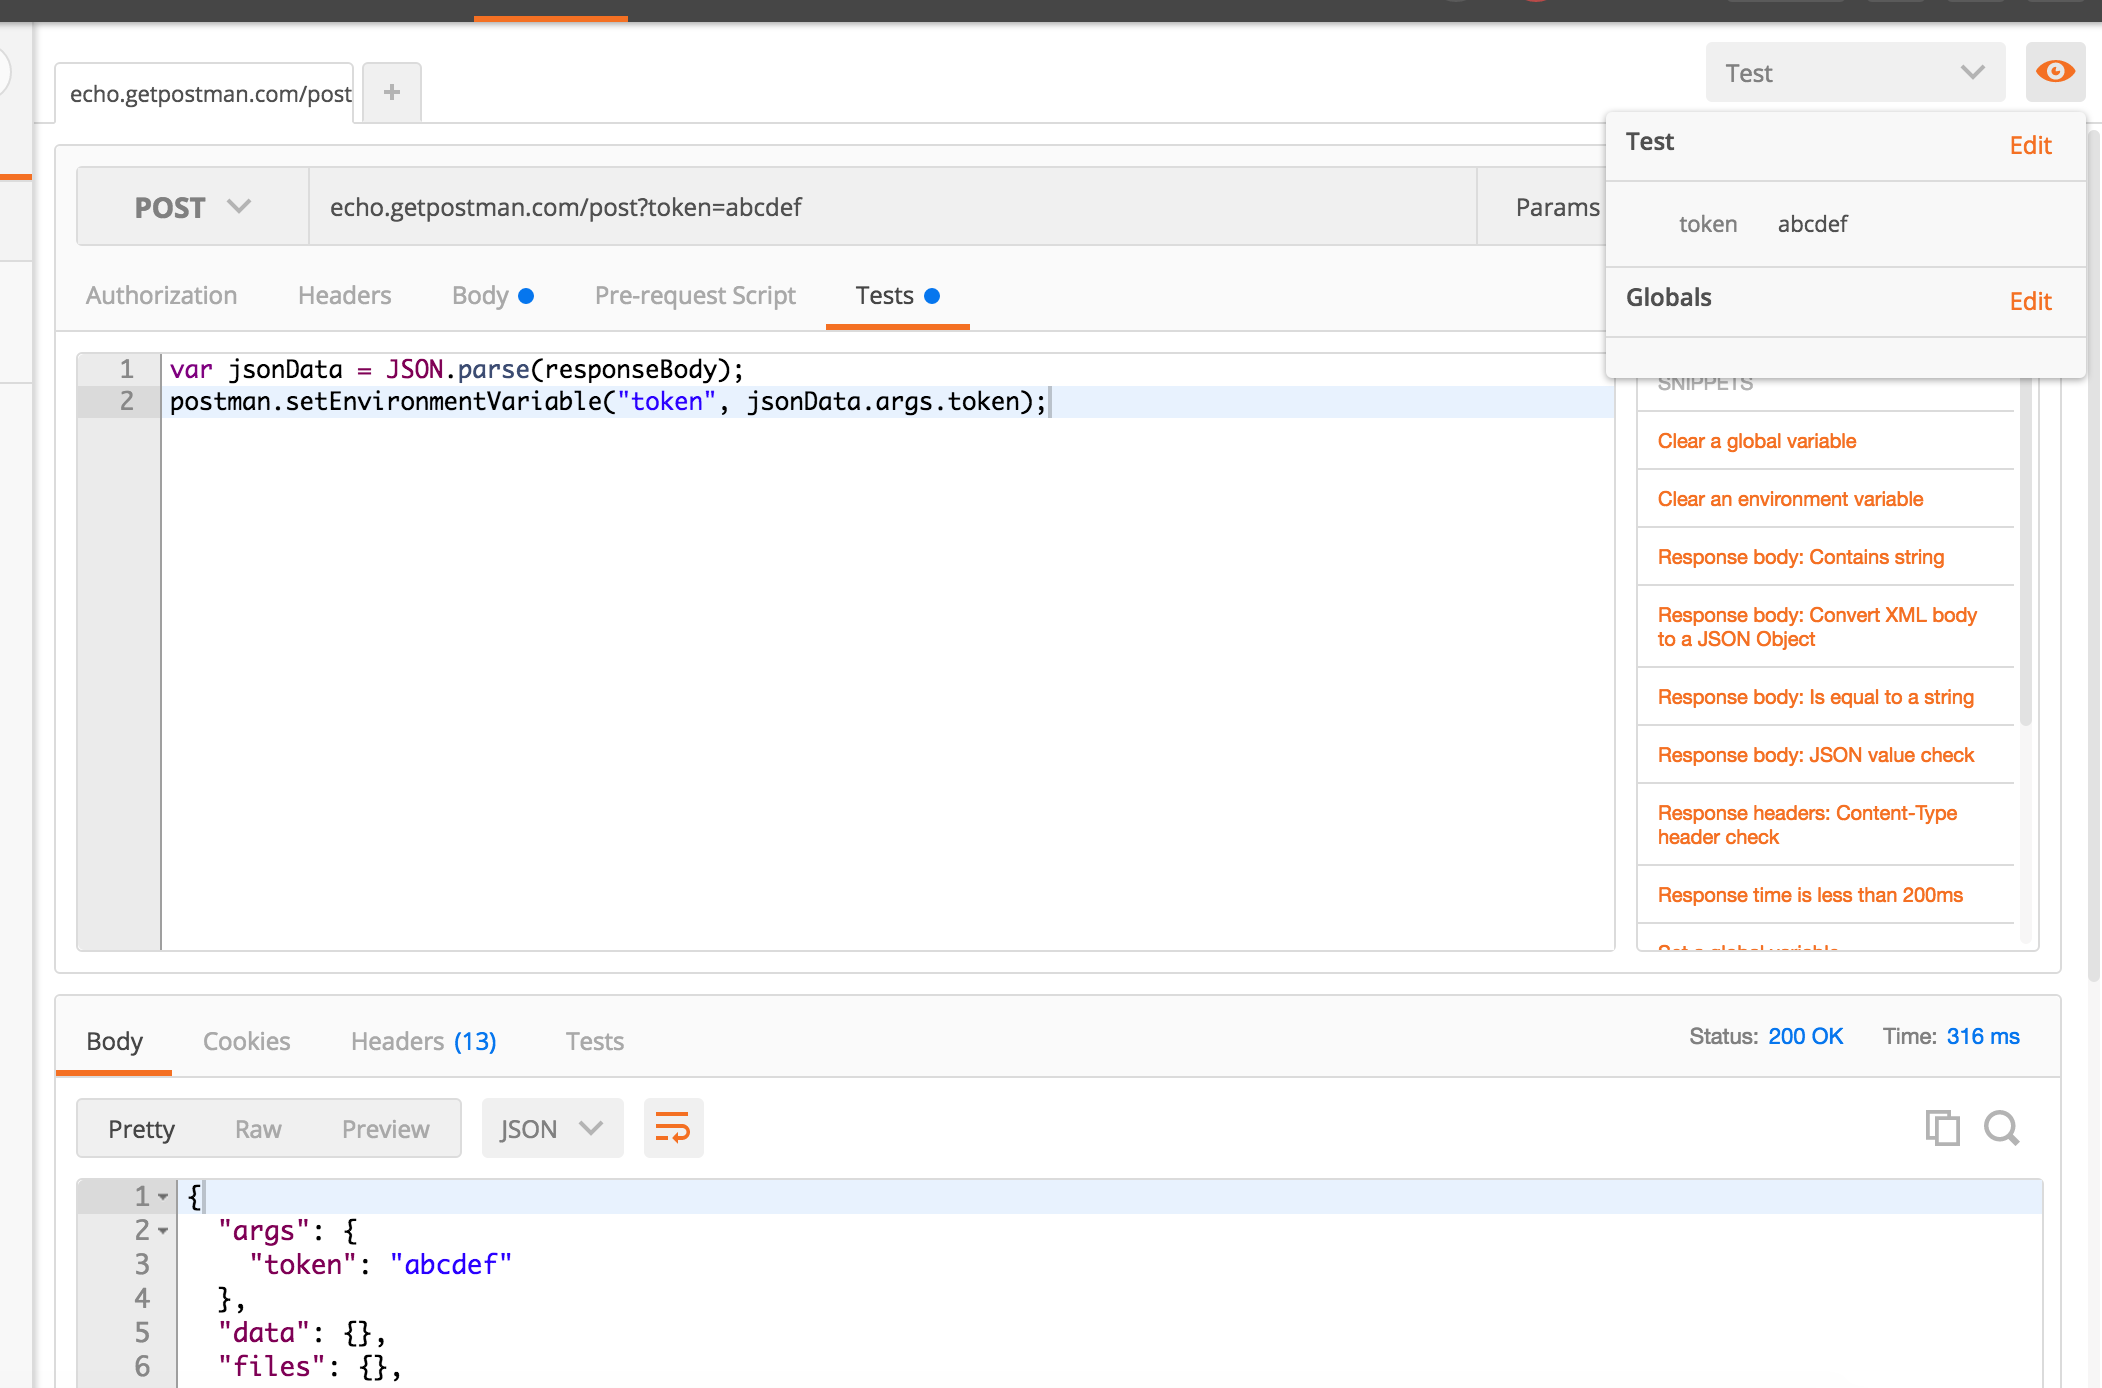 echo.getpostman.com/post
+
Test
Test
Edit
token abcdef
Globals
Edit
POST
echo.getpostman.com/post?token=abcdef
Params
Authorization
Headers
Body
Pre-request Script
Tests
1 var jsonData = JSON.parse(responseBody);
2 postman.setEnvironmentVariable("token", jsonData.args.token);
SNIPPETS
Clear a global variable
Clear an environment variable
Response body: Contains string
Response body: Convert XML body
to a JSON Object
Response body: Is equal to a string
Response body: JSON value check
Response headers: Content-Type
header check
Response time is less than 200ms
Set a global variable
Body
Cookies
Headers (13)
Tests
Status: 200 OK
Time: 316 ms
Pretty
Raw
Preview
JSON
1 {
2 "args": {
3 "token": "abcdef"
4 },
5 "data": {},
6 "files": {},